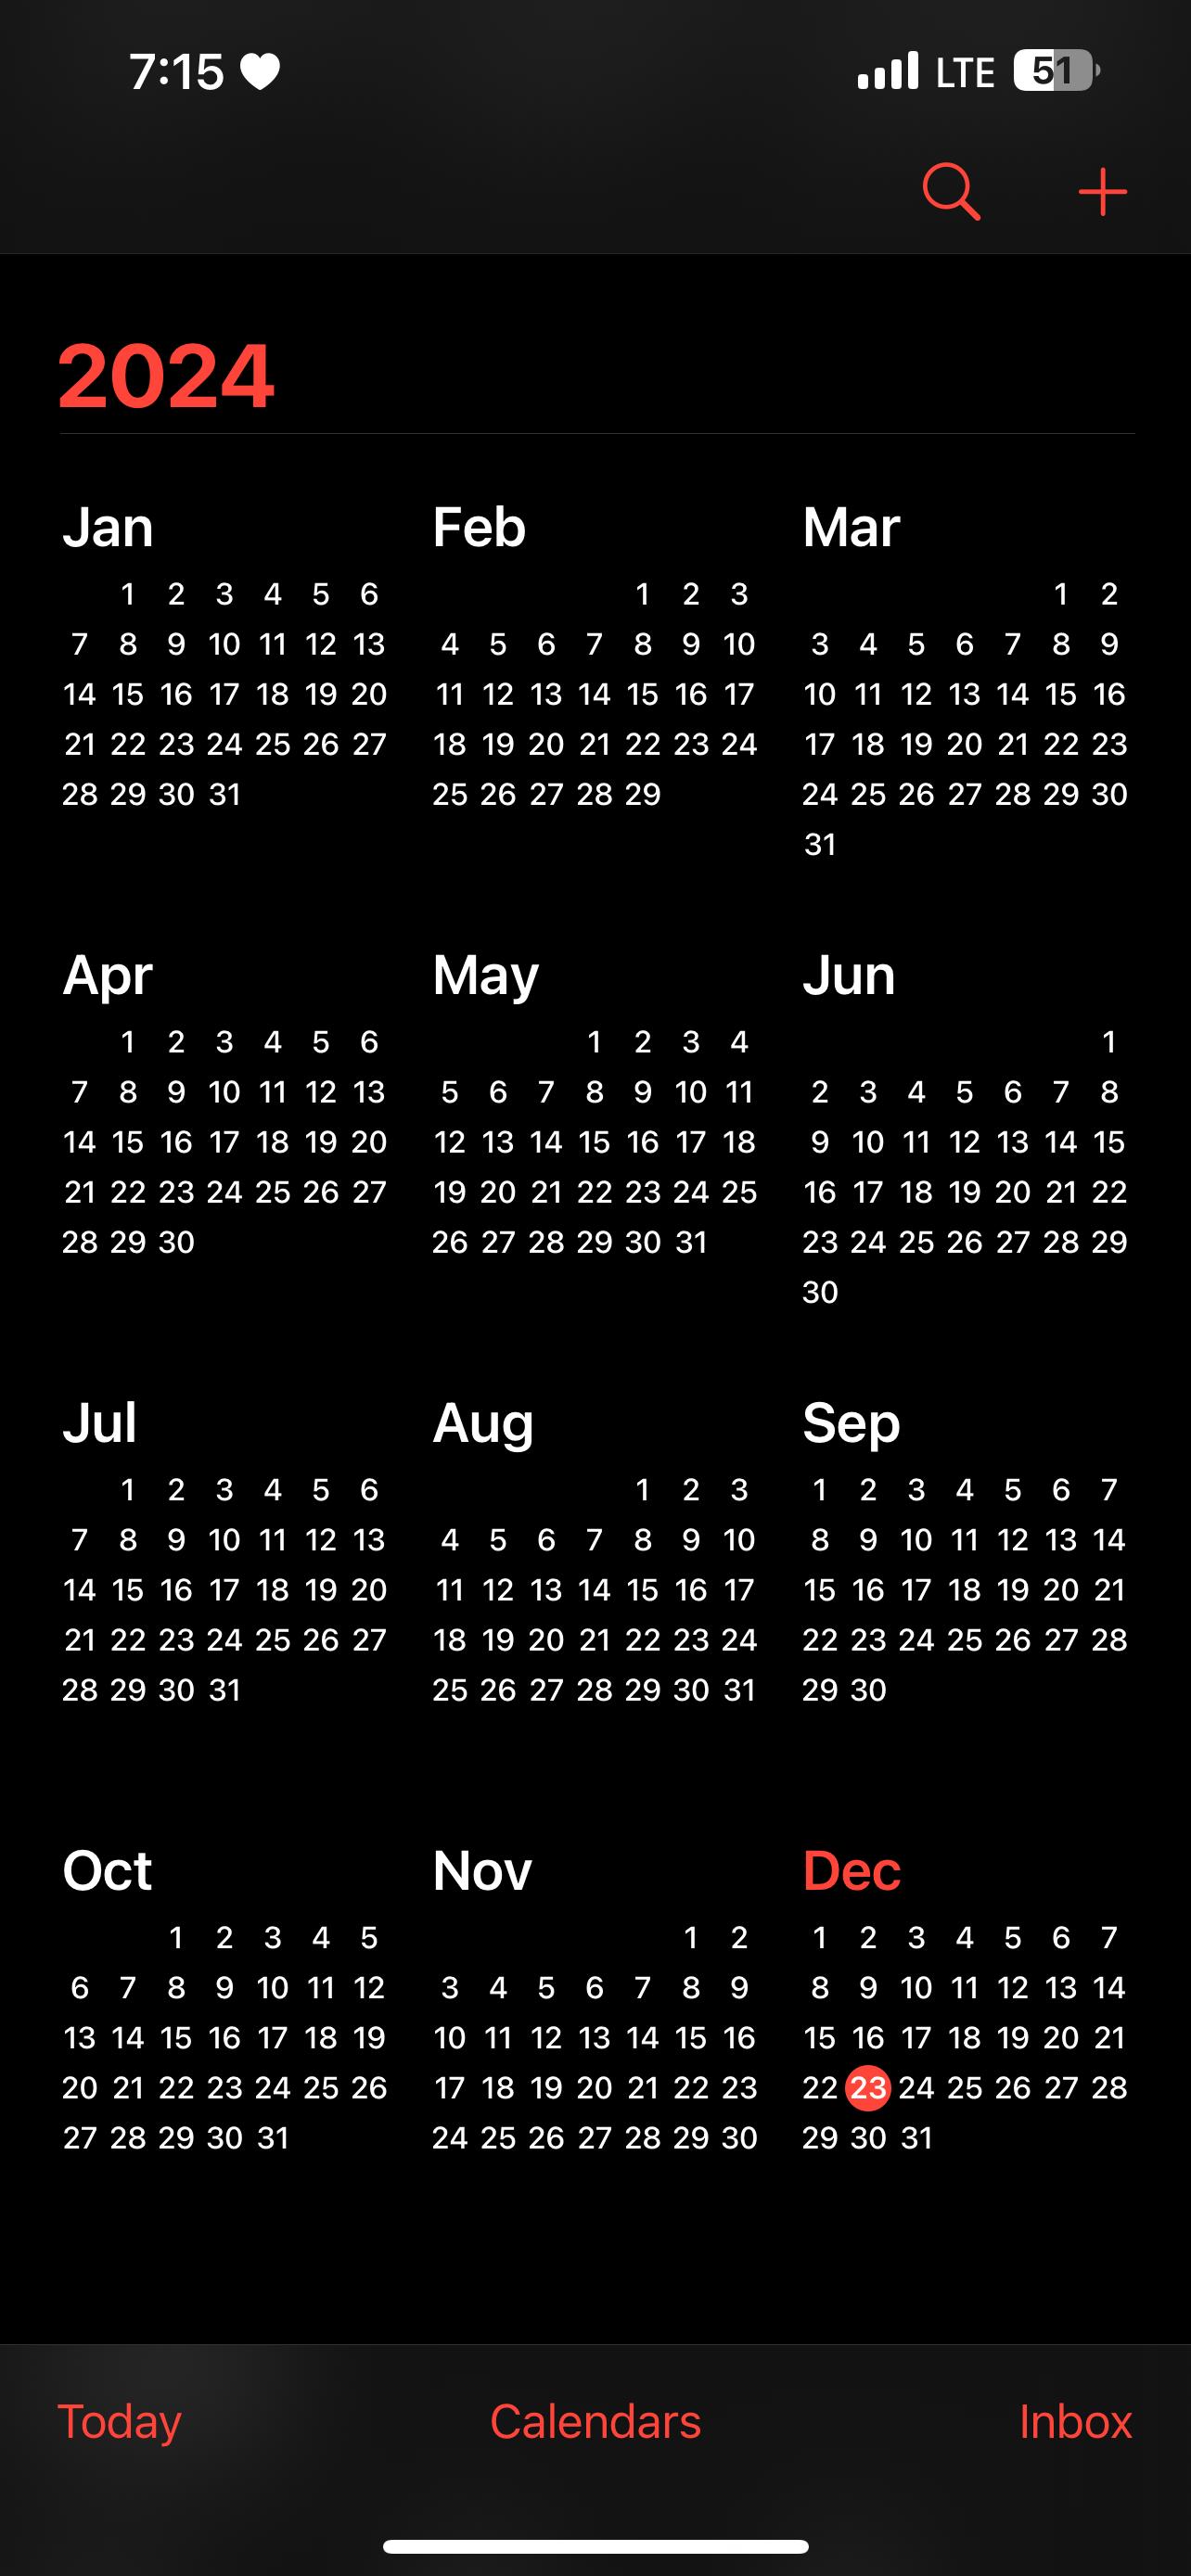 7:15 LTE 51
2024
Jan Feb Mar
1 2 3 4 5 6 1 2 3 1 2
7 8 9 10 11 12 13 4 5 6 7 8 9 10 3 4 5 6 7 8 9
14 15 16 17 18 19 20 11 12 13 14 15 16 17 10 11 12 13 14 15 16
21 22 23 24 25 26 27 18 19 20 21 22 23 24 17 18 19 20 21 22 23
28 29 30 31 25 26 27 28 29 24 25 26 27 28 29 30
31
Apr May Jun
1 2 3 4 5 6 1 2 3 4 1
7 8 9 10 11 12 13 5 6 7 8 9 10 11 2 3 4 5 6 7 8
14 15 16 17 18 19 20 12 13 14 15 16 17 18 9 10 11 12 13 14 15
21 22 23 24 25 26 27 19 20 21 22 23 24 25 16 17 18 19 20 21 22
28 29 30 26 27 28 29 30 31 23 24 25 26 27 28 29
30
Jul Aug Sep
1 2 3 4 5 6 1 2 3 1 2 3 4 5 6 7
7 8 9 10 11 12 13 4 5 6 7 8 9 10 8 9 10 11 12 13 14
14 15 16 17 18 19 20 11 12 13 14 15 16 17 15 16 17 18 19 20 21
21 22 23 24 25 26 27 18 19 20 21 22 23 24 22 23 24 25 26 27 28
28 29 30 31 25 26 27 28 29 30 31 29 30
Oct Nov Dec
1 2 3 4 5 1 2 1 2 3 4 5 6 7
6 7 8 9 10 11 12 3 4 5 6 7 8 9 8 9 10 11 12 13 14
13 14 15 16 17 18 19 10 11 12 13 14 15 16 15 16 17 18 19 20 21
20 21 22 23 24 25 26 17 18 19 20 21 22 23 22 23 24 25 26 27 28
27 28 29 30 31 24 25 26 27 28 29 30 29 30 31
Today Calendars Inbox